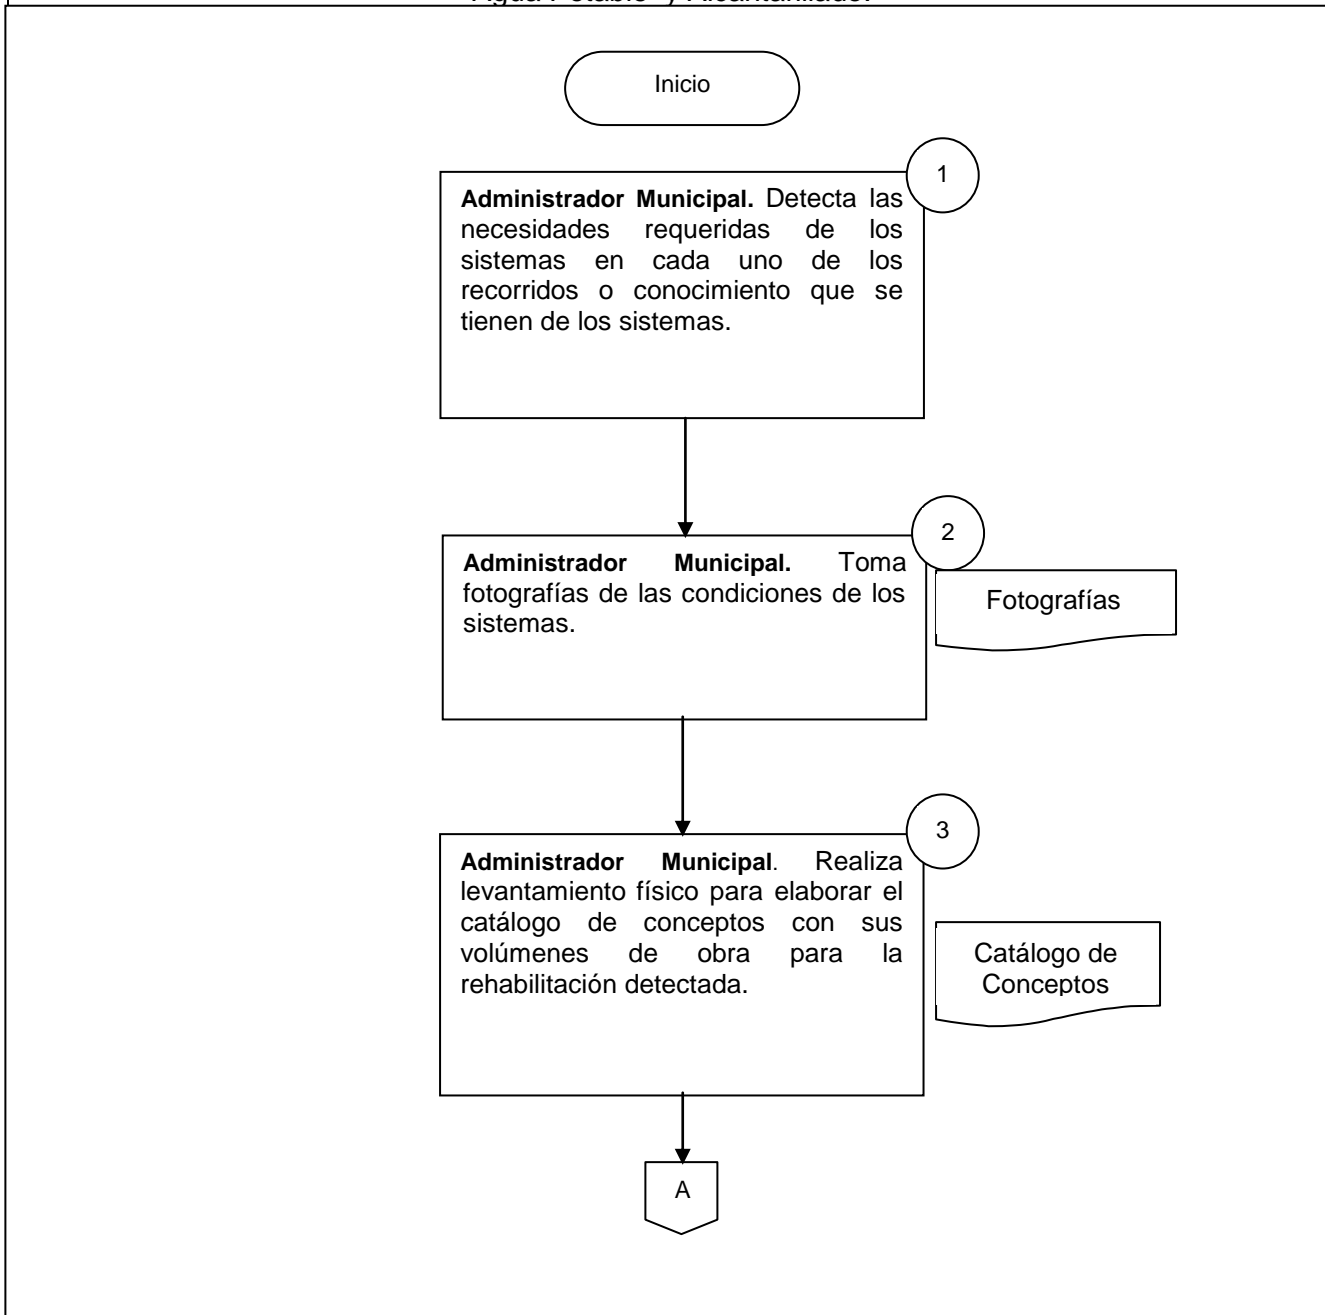 Agua Potable y Alcantarillado.
Inicio
1
Administrador Municipal. Detecta las
necesidades requeridas de los
sistemas en cada uno de los
recorridos o conocimiento que se
tienen de los sistemas.
2
Administrador Municipal. Toma
fotografías de las condiciones de los
sistemas.
Fotografías
3
Administrador Municipal. Realiza
levantamiento físico para elaborar el
catálogo de conceptos con sus
volúmenes de obra para la
rehabilitación detectada.
Catálogo de
Conceptos
A